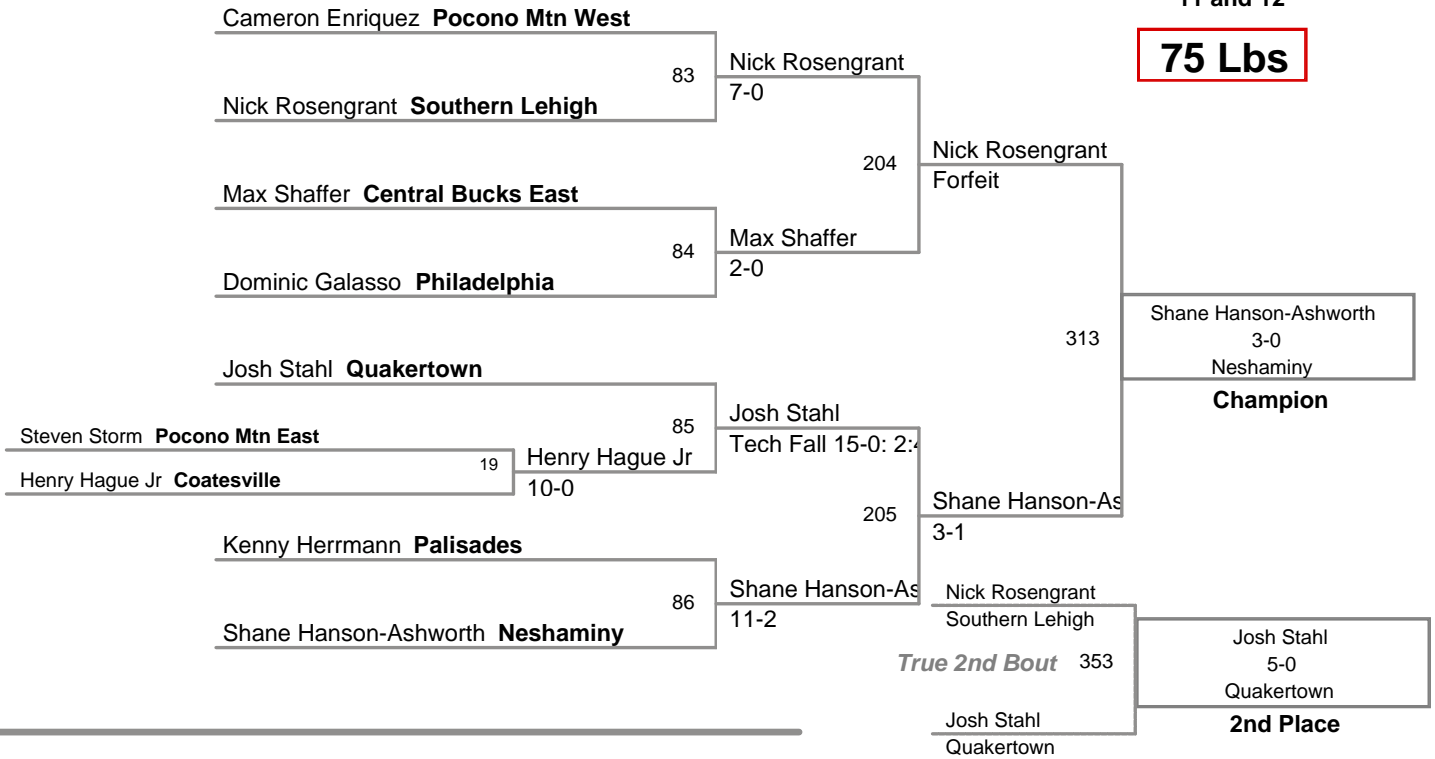 11 and 12
75 Lbs
Cameron Enriquez Pocono Mtn West
83
Nick Rosengrant Southern Lehigh
Nick Rosengrant
7-0
204
Max Shaffer Central Bucks East
84
Dominic Galasso Philadelphia
Max Shaffer
2-0
Nick Rosengrant
Forfeit
313
Josh Stahl Quakertown
85
Steven Storm Pocono Mtn East
19
Henry Hague Jr Coatesville
Henry Hague Jr
10-0
Josh Stahl
Tech Fall 15-0: 2:4
205
Kenny Herrmann Palisades
86
Shane Hanson-Ashworth Neshaminy
Shane Hanson-As
11-2
Shane Hanson-As
3-1
Shane Hanson-Ashworth
3-0
Neshaminy
Champion
Nick Rosengrant
Southern Lehigh
True 2nd Bout 353
Josh Stahl
Quakertown
Josh Stahl
5-0
Quakertown
2nd Place